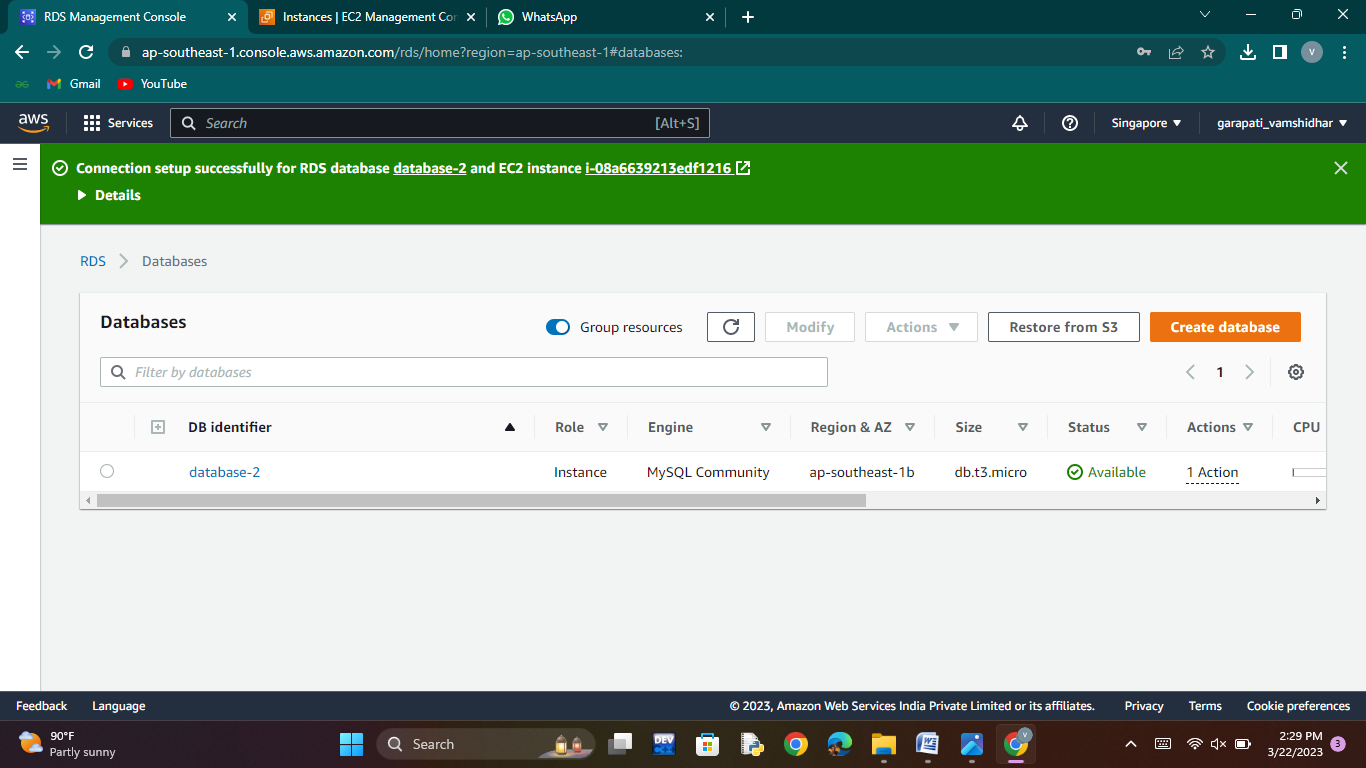 RDS Management Console
Instances | EC2 Management Con
WhatsApp
ap-southeast-1.console.aws.amazon.com/rds/home?region=ap-southeast-1#databases:
V
Gmail
YouTube
aws
Services
Search
[Alt+S]
Singapore
garapati_vamshidhar
Connection setup successfully for RDS database database-2 and EC2 instance i-08a6639213edf1216
Details
RDS
Databases
Databases
Group resources
Modify
Actions
Restore from S3
Create database
Filter by databases
1
DB identifier
Role
Engine
Region & AZ
Size
Status
Actions
CPU
database-2
Instance
MySQL Community
ap-southeast-1b
db.t3.micro
Available
1 Action
Feedback
Language
© 2023, Amazon Web Services India Private Limited or its affiliates.
Privacy
Terms
Cookie preferences
90°F
Partly sunny
Search
DEV
V
2:29 PM
3/22/2023
3